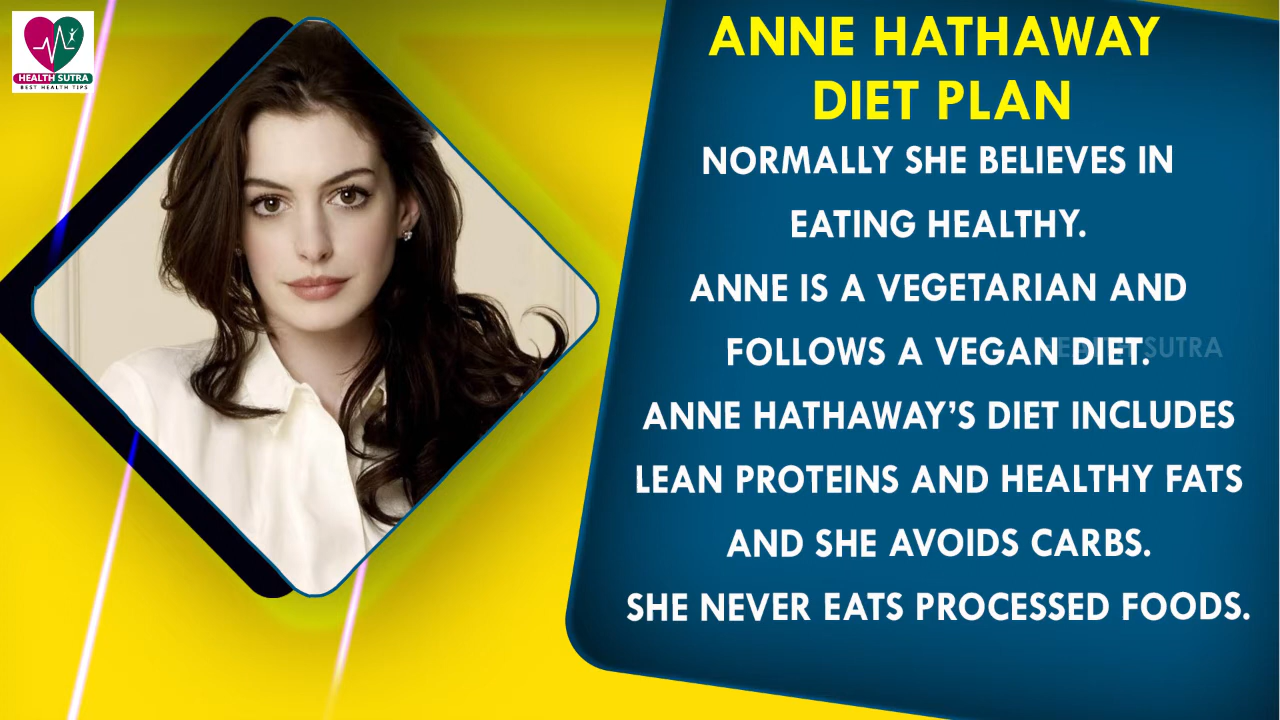 HEALTH SUTRA
BEST HEALTH TIPS
ANNE HATHAWAY
DIET PLAN
NORMALLY SHE BELIEVES IN
EATING HEALTHY.
ANNE IS A VEGETARIAN AND
FOLLOWS A VEGAN DIET.
HEALTH SUTRA
ANNE HATHAWAY'S DIET INCLUDES
LEAN PROTEINS AND HEALTHY FATS
AND SHE AVOIDS CARBS.
SHE NEVER EATS PROCESSED FOODS.